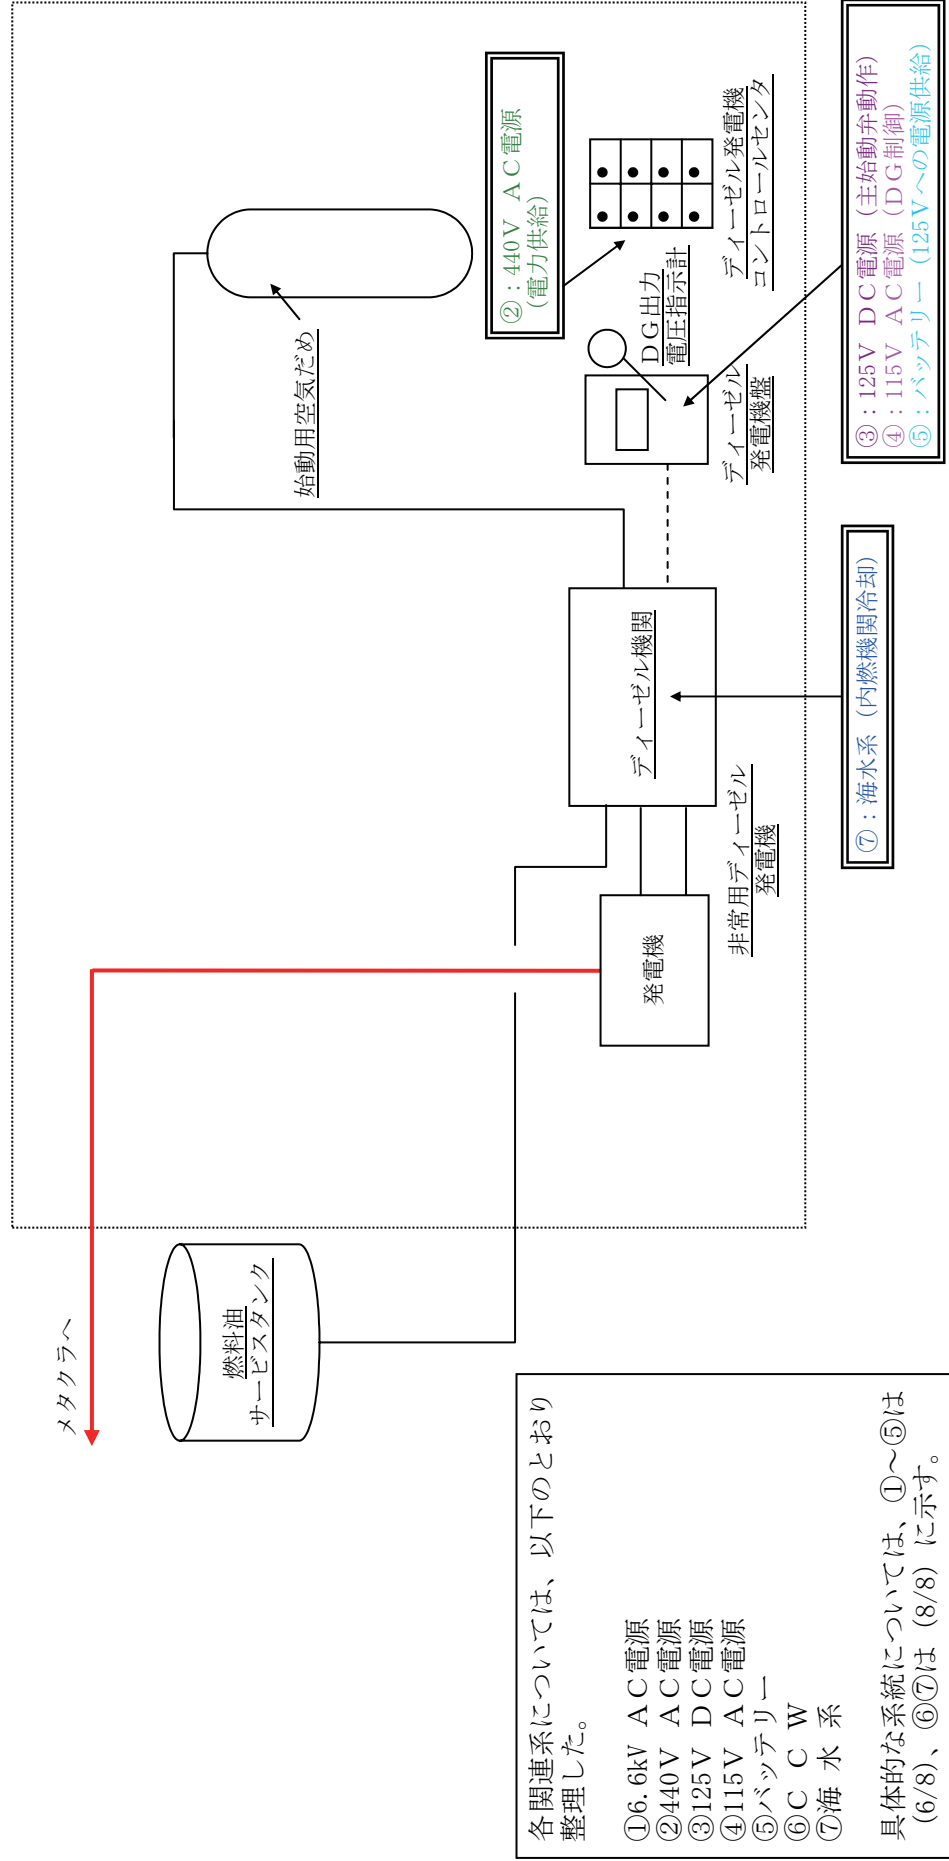 メタクラへ
燃料油
サービスタンク
始動用空気だめ
②：440V ＡＣ電源
(電力供給)
ＤＧ出力
電圧指示計
ディーゼル発電機
コントロールセンタ
ディーゼル
発電機盤
ディーゼル機関
発電機
非常用ディーゼル
発電機
③：125V ＤＣ電源（主始動弁動作）
④：115V ＡＣ電源（ＤＧ制御）
⑤：バッテリー（125Vへの電源供給）
⑦：海水系（内燃機関冷却）
各関連系については、以下のとおり
整理した。
①6.6kV ＡＣ電源
②440V ＡＣ電源
③125V ＤＣ電源
④115V ＡＣ電源
⑤バッテリー
⑥Ｃ Ｃ Ｗ
⑦海 水 系
具体的な系統については、①～⑤は
(6/8)、⑥⑦は (8/8) に示す。